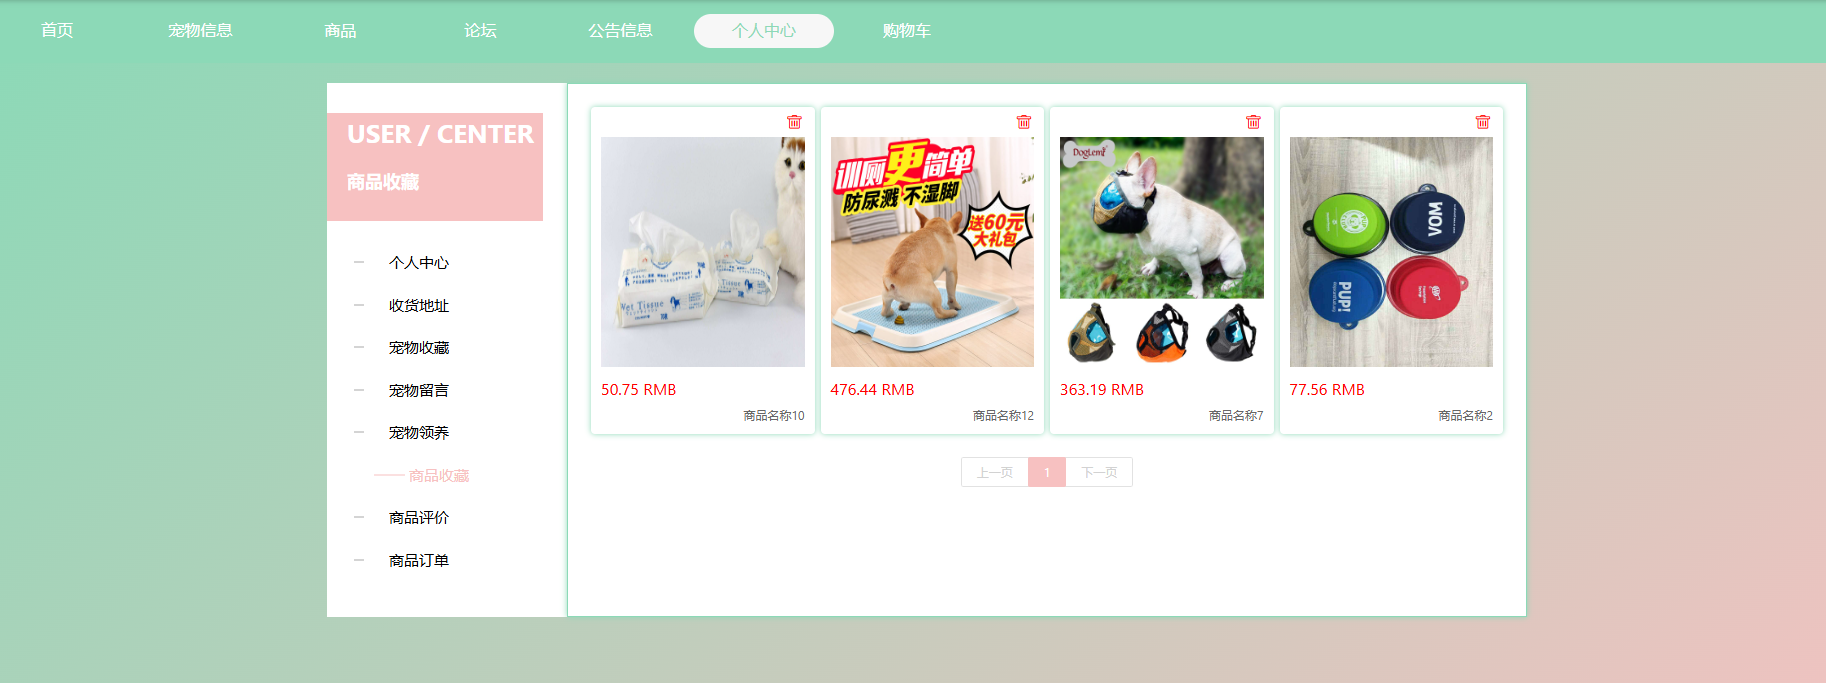 首页
宠物信息
商品
论坛
公告信息
个人中心
购物车
USER / CENTER
商品收藏
个人中心
收货地址
宠物收藏
宠物留言
宠物领养
商品收藏
商品评价
商品订单
Wet Tissue
50.75 RMB
商品名称10
训厕更简单
防尿溅 不湿脚
送60元
大礼包
476.44 RMB
商品名称12
DogLemi
363.19 RMB
商品名称7
WOA
PUP!
77.56 RMB
商品名称2
上一页
1
下一页